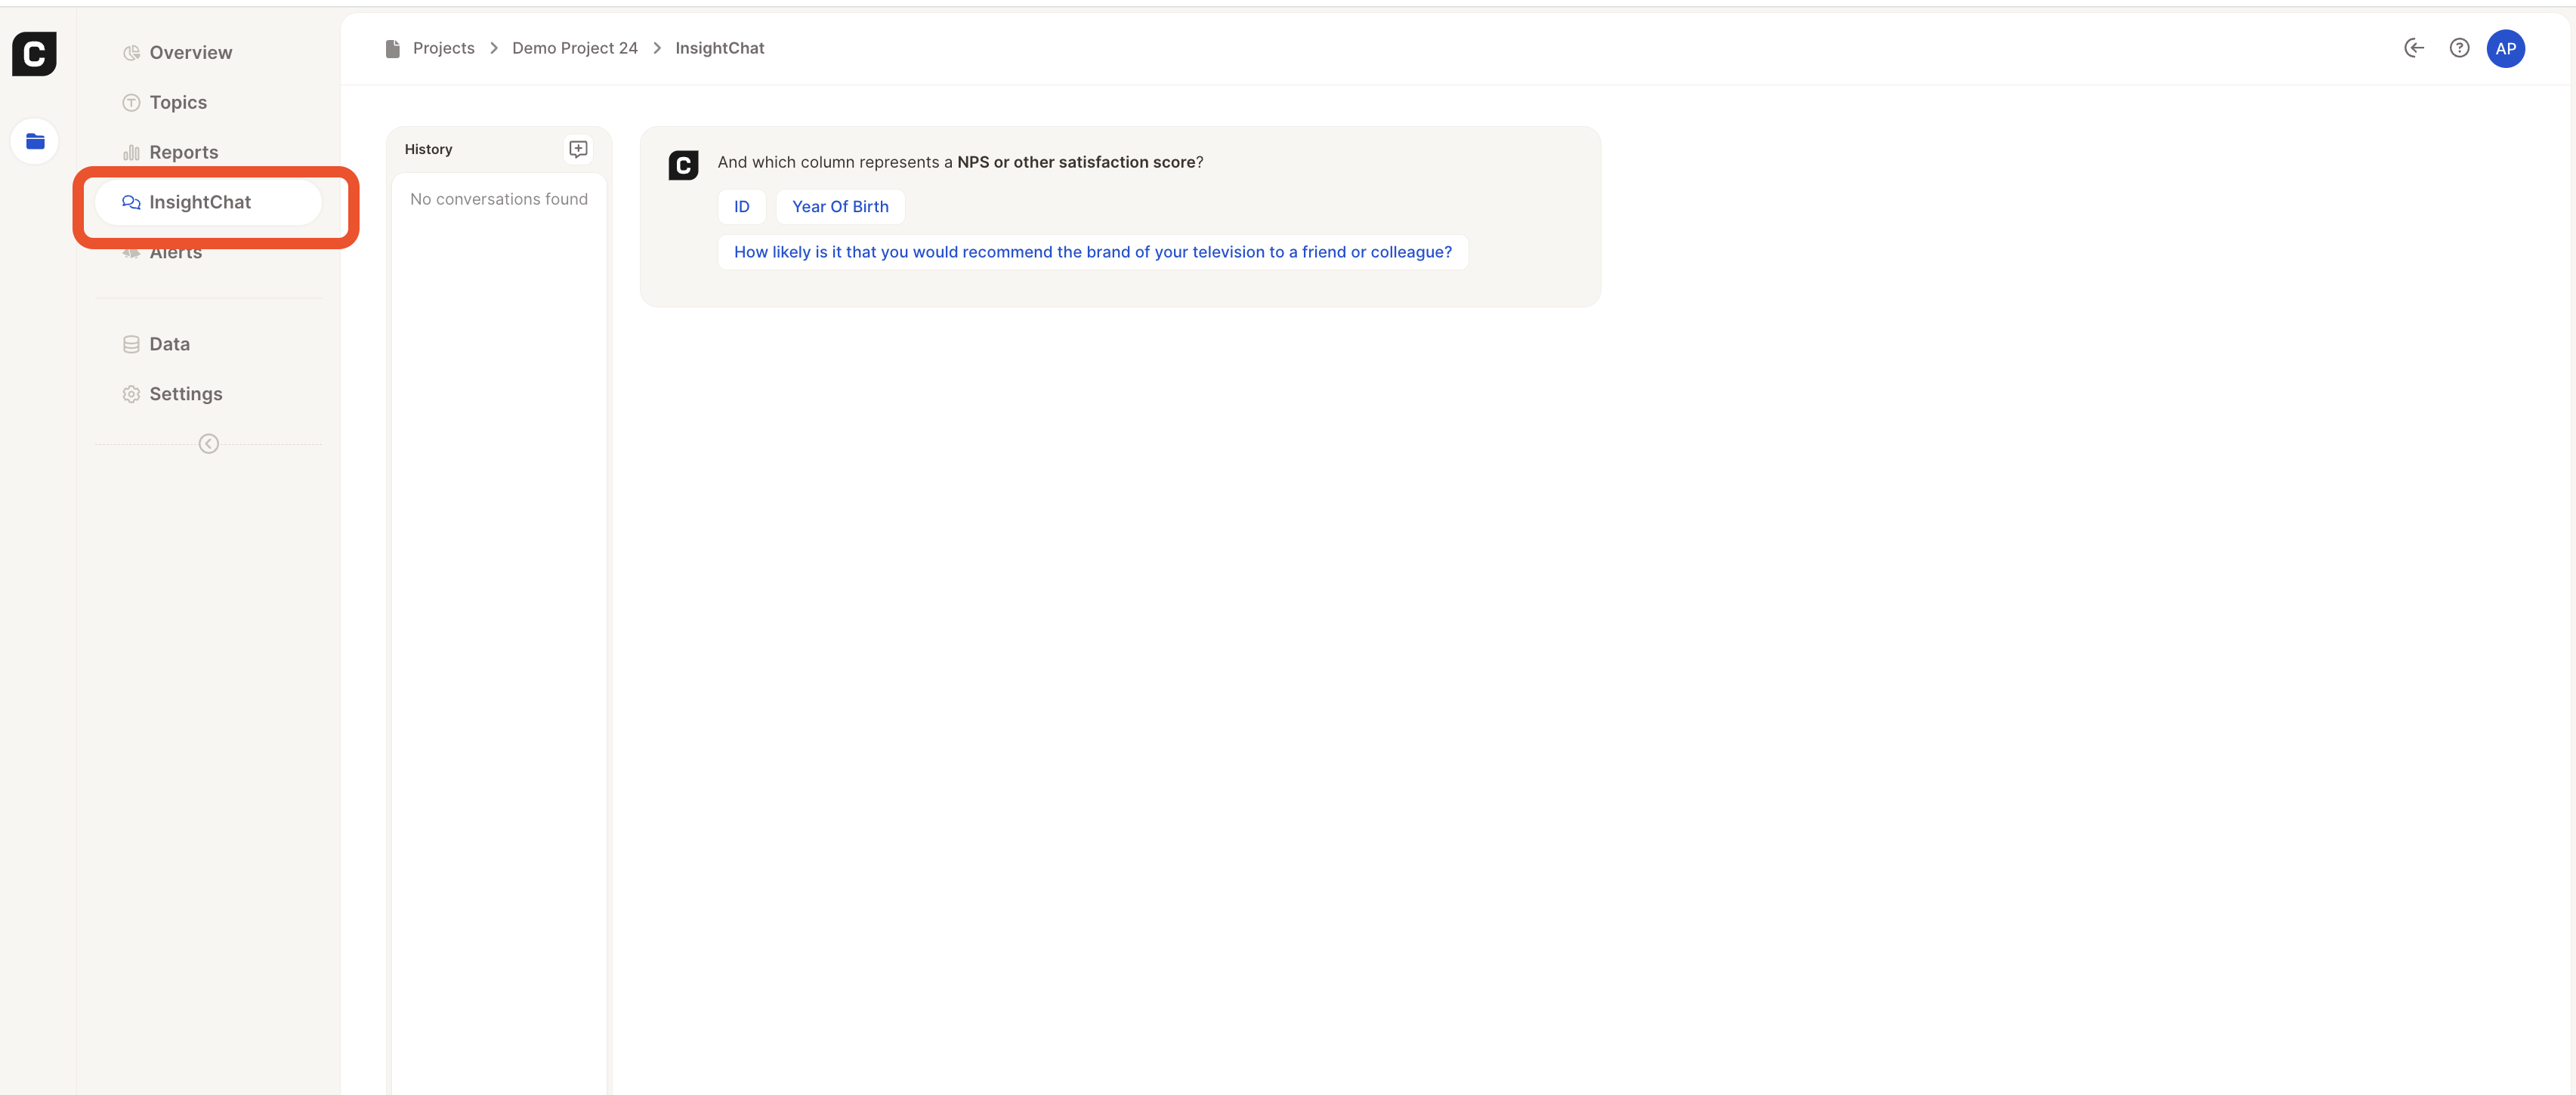 C
Overview
Topics
Reports
InsightChat
Alerts
Data
Settings
Projects > Demo Project 24 > InsightChat
AP
History
No conversations found
C
And which column represents a NPS or other satisfaction score?
ID
Year Of Birth
How likely is it that you would recommend the brand of your television to a friend or colleague?